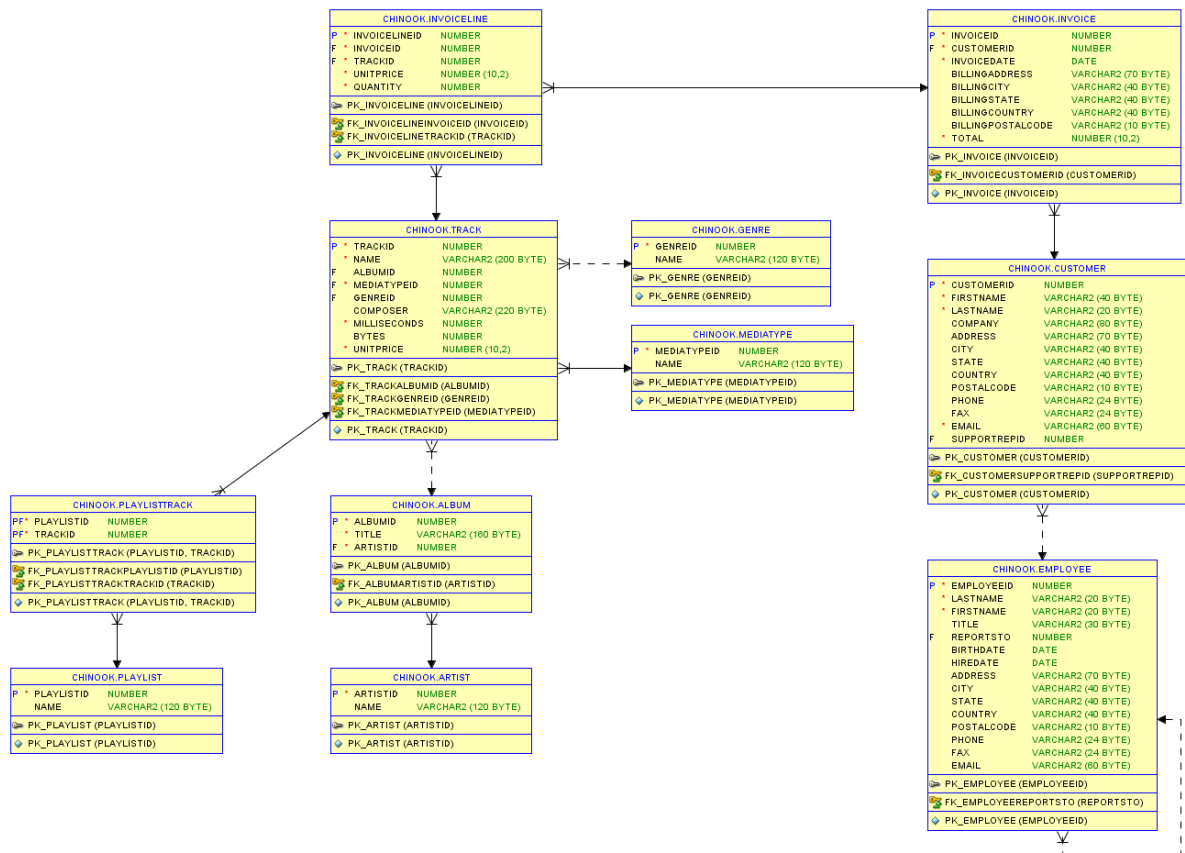 CHINOOK.INVOICELINE
P * INVOICELINEID NUMBER
F * INVOICEID NUMBER
F * TRACKID NUMBER
* UNITPRICE NUMBER (10,2)
* QUANTITY NUMBER
PK_INVOICELINE (INVOICELINEID)
FK_INVOICELINEINVOICEID (INVOICEID)
FK_INVOICELINETRACKID (TRACKID)
PK_INVOICELINE (INVOICELINEID)
CHINOOK.INVOICE
P * INVOICEID NUMBER
F * CUSTOMERID NUMBER
* INVOICEDATE DATE
BILLINGADDRESS VARCHAR2 (70 BYTE)
BILLINGCITY VARCHAR2 (40 BYTE)
BILLINGSTATE VARCHAR2 (40 BYTE)
BILLINGCOUNTRY VARCHAR2 (40 BYTE)
BILLINGPOSTALCODE VARCHAR2 (10 BYTE)
* TOTAL NUMBER (10,2)
PK_INVOICE (INVOICEID)
FK_INVOICECUSTOMERID (CUSTOMERID)
PK_INVOICE (INVOICEID)
CHINOOK.TRACK
P * TRACKID NUMBER
* NAME VARCHAR2 (200 BYTE)
F ALBUMID NUMBER
F * MEDIATYPEID NUMBER
F GENREID NUMBER
COMPOSER VARCHAR2 (220 BYTE)
* MILLISECONDS NUMBER
BYTES NUMBER
* UNITPRICE NUMBER (10,2)
PK_TRACK (TRACKID)
FK_TRACKALBUMID (ALBUMID)
FK_TRACKGENREID (GENREID)
FK_TRACKMEDIATYPEID (MEDIATYPEID)
PK_TRACK (TRACKID)
CHINOOK.GENRE
P * GENREID NUMBER
NAME VARCHAR2 (120 BYTE)
PK_GENRE (GENREID)
PK_GENRE (GENREID)
CHINOOK.MEDIATYPE
P * MEDIATYPEID NUMBER
NAME VARCHAR2 (120 BYTE)
PK_MEDIATYPE (MEDIATYPEID)
PK_MEDIATYPE (MEDIATYPEID)
CHINOOK.CUSTOMER
P * CUSTOMERID NUMBER
* FIRSTNAME VARCHAR2 (40 BYTE)
* LASTNAME VARCHAR2 (20 BYTE)
COMPANY VARCHAR2 (80 BYTE)
ADDRESS VARCHAR2 (70 BYTE)
CITY VARCHAR2 (40 BYTE)
STATE VARCHAR2 (40 BYTE)
COUNTRY VARCHAR2 (40 BYTE)
POSTALCODE VARCHAR2 (10 BYTE)
PHONE VARCHAR2 (24 BYTE)
FAX VARCHAR2 (24 BYTE)
* EMAIL VARCHAR2 (60 BYTE)
F SUPPORTREPID NUMBER
PK_CUSTOMER (CUSTOMERID)
FK_CUSTOMERSUPPORTREPID (SUPPORTREPID)
PK_CUSTOMER (CUSTOMERID)
CHINOOK.PLAYLISTTRACK
PF* PLAYLISTID NUMBER
PF* TRACKID NUMBER
PK_PLAYLISTTRACK (PLAYLISTID, TRACKID)
FK_PLAYLISTTRACKPLAYLISTID (PLAYLISTID)
FK_PLAYLISTTRACKTRACKID (TRACKID)
PK_PLAYLISTTRACK (PLAYLISTID, TRACKID)
CHINOOK.ALBUM
P * ALBUMID NUMBER
* TITLE VARCHAR2 (160 BYTE)
F * ARTISTID NUMBER
PK_ALBUM (ALBUMID)
FK_ALBUMARTISTID (ARTISTID)
PK_ALBUM (ALBUMID)
CHINOOK.PLAYLIST
P * PLAYLISTID NUMBER
NAME VARCHAR2 (120 BYTE)
PK_PLAYLIST (PLAYLISTID)
PK_PLAYLIST (PLAYLISTID)
CHINOOK.ARTIST
P * ARTISTID NUMBER
NAME VARCHAR2 (120 BYTE)
PK_ARTIST (ARTISTID)
PK_ARTIST (ARTISTID)
CHINOOK.EMPLOYEE
P * EMPLOYEEID NUMBER
* LASTNAME VARCHAR2 (20 BYTE)
* FIRSTNAME VARCHAR2 (20 BYTE)
TITLE VARCHAR2 (30 BYTE)
F REPORTSTO NUMBER
BIRTHDATE DATE
HIREDATE DATE
ADDRESS VARCHAR2 (70 BYTE)
CITY VARCHAR2 (40 BYTE)
STATE VARCHAR2 (40 BYTE)
COUNTRY VARCHAR2 (40 BYTE)
POSTALCODE VARCHAR2 (10 BYTE)
PHONE VARCHAR2 (24 BYTE)
FAX VARCHAR2 (24 BYTE)
EMAIL VARCHAR2 (60 BYTE)
PK_EMPLOYEE (EMPLOYEEID)
FK_EMPLOYEEREPORTSTO (REPORTSTO)
PK_EMPLOYEE (EMPLOYEEID)